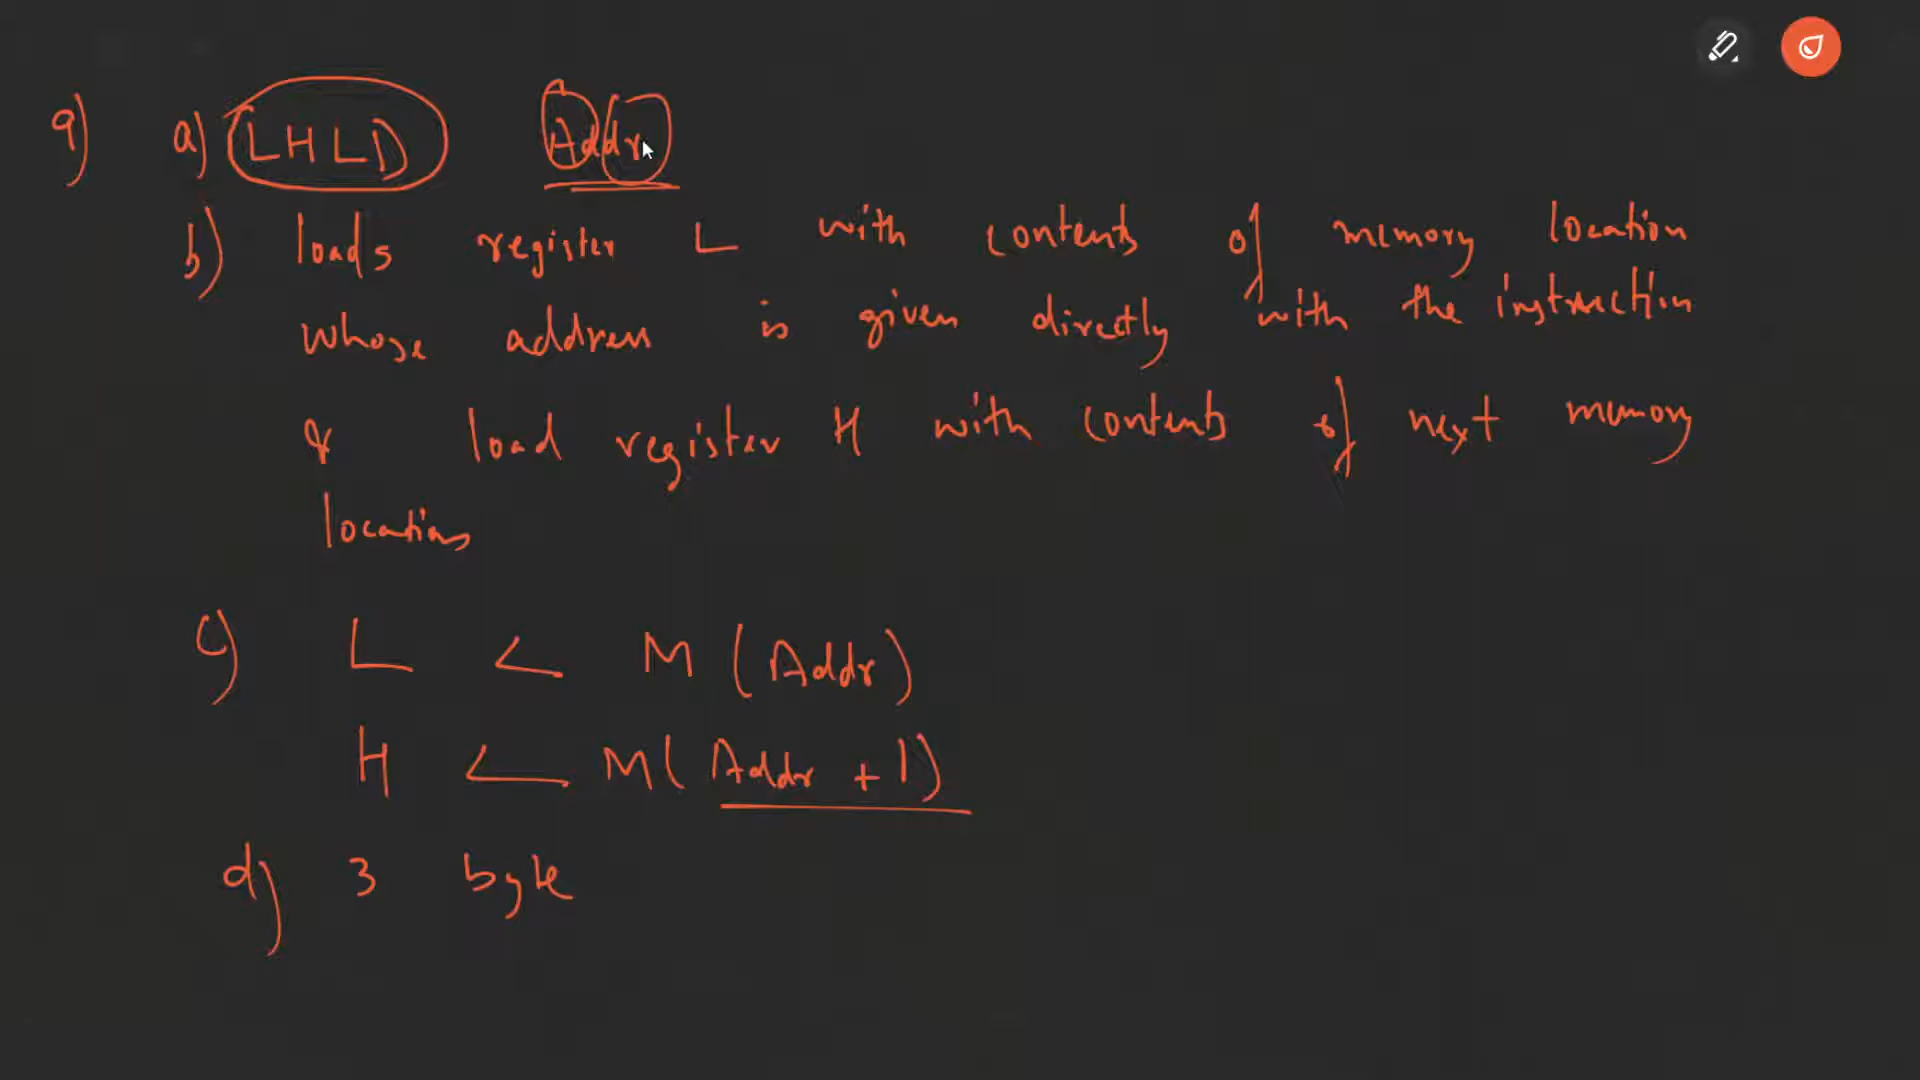 9) a) LHLD Addr
b) loads register L with contents of memory location
whose address is given directly with the instruction
& load register H with contents of next memory
location
c) L < M (Addr)
H < M( Addr + 1)
d) 3 byte